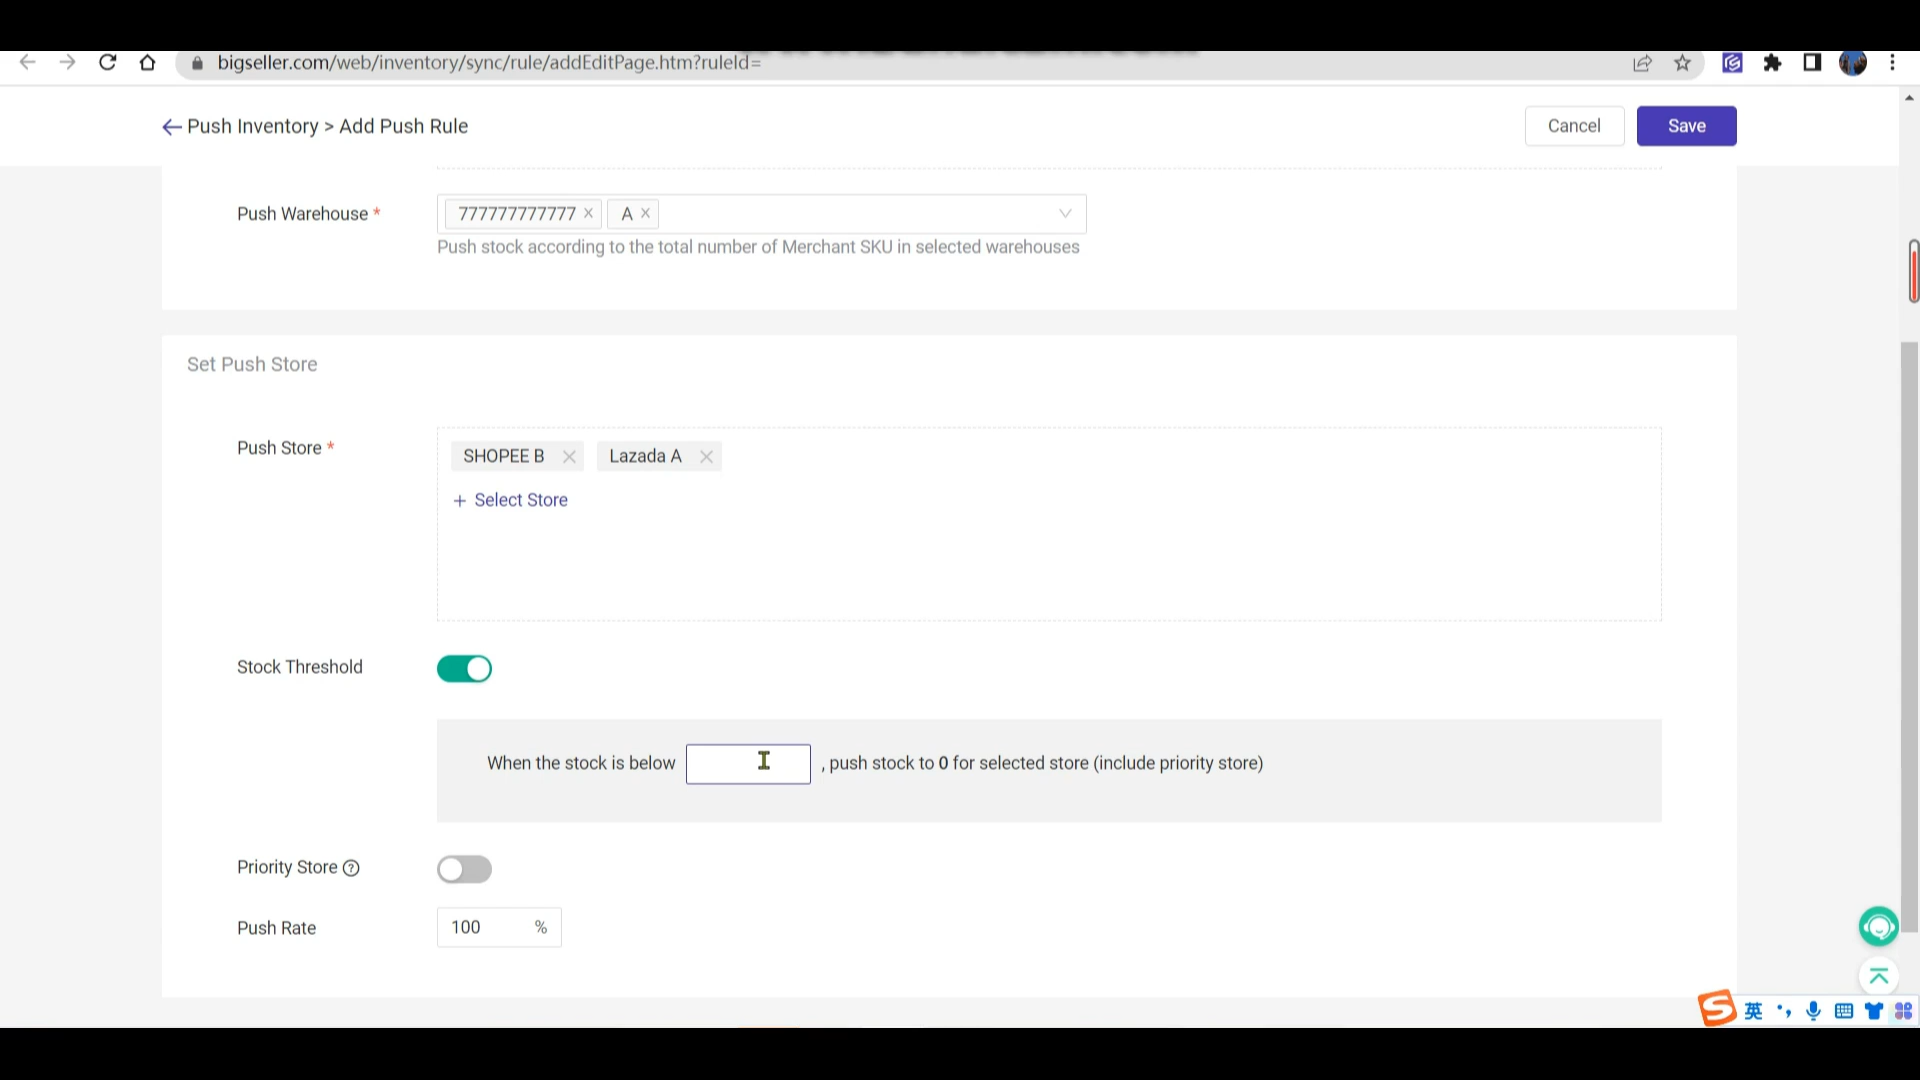 bigseller.com/web/inventory/sync/rule/addEditPage.htm?ruleId=
Push Inventory > Add Push Rule
Cancel
Save
Push Warehouse *
777777777777 ×
A ×
Push stock according to the total number of Merchant SKU in selected warehouses
Set Push Store
Push Store *
SHOPEE B ×
Lazada A ×
+ Select Store
Stock Threshold
When the stock is below , push stock to 0 for selected store (include priority store)
Priority Store ?
Push Rate
100 %
英